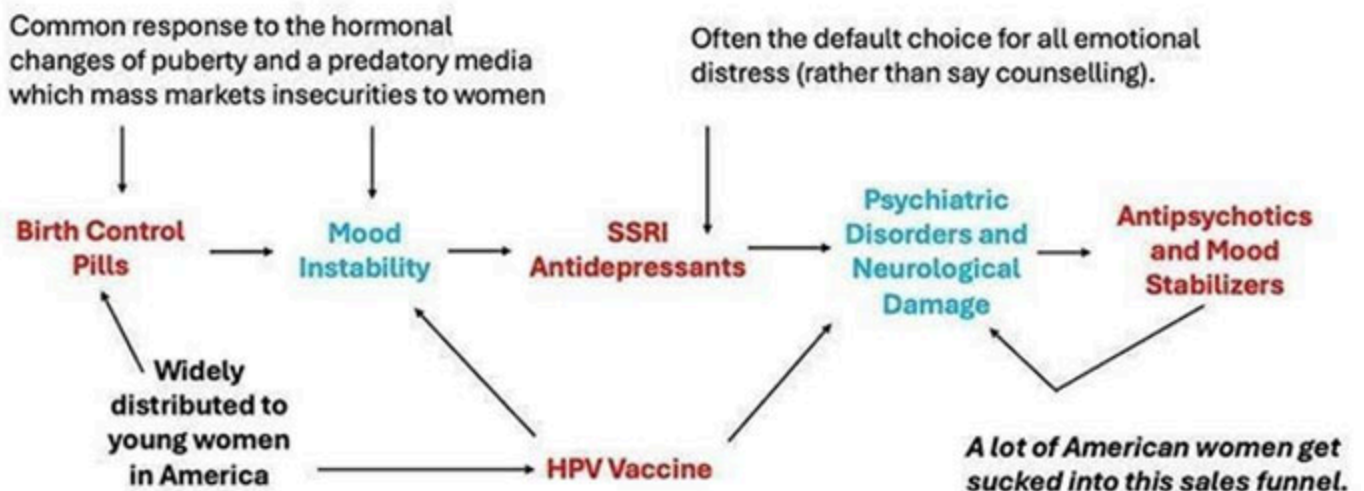 Common response to the hormonal
changes of puberty and a predatory media
which mass markets insecurities to women
Often the default choice for all emotional
distress (rather than say counselling).
Birth Control
Pills
Mood
Instability
SSRI
Antidepressants
Psychiatric
Disorders and
Neurological
Damage
Antipsychotics
and Mood
Stabilizers
Widely
distributed to
young women
in America
HPV Vaccine
A lot of American women get
sucked into this sales funnel.